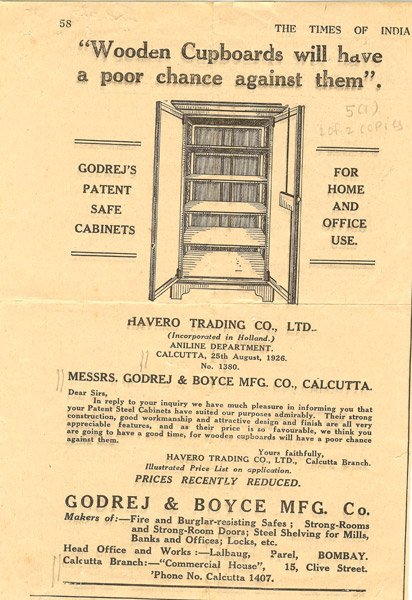 58
THE TIMES OF INDIA
"Wooden Cupboards will have
a poor chance against them".
5(1)
1 of 2 copies
GODREJ'S
PATENT
SAFE
CABINETS
FOR
HOME
AND
OFFICE
USE.
HAVERO TRADING CO., LTD..
(Incorporated in Holland.)
ANILINE DEPARTMENT.
CALCUTTA, 25th August, 1926.
No. 1380.
MESSRS. GODREJ & BOYCE MFG. CO., CALCUTTA.
Dear Sirs,
In reply to your inquiry we have much pleasure in informing you that
your Patent Steel Cabinets have suited our purposes admirably. Their strong
construction, good workmanship and attractive design and finish are all very
appreciable features, and as their price is so favourable, we think you
are going to have a good time, for wooden cupboards will have a poor chance
against them.
Yours faithfully,
HAVERO TRADING CO., LTD., Calcutta Branch.
Illustrated Price List on application.
PRICES RECENTLY REDUCED.
GODREJ & BOYCE MFG. Co.
Makers of:—Fire and Burglar-resisting Safes; Strong-Rooms
and Strong-Room Doors; Steel Shelving for Mills,
Banks and Offices; Locks, etc.
Head Office and Works:—Lalbaug, Parel, BOMBAY.
Calcutta Branch:—"Commercial House", 15, Clive Street.
'Phone No. Calcutta 1407.